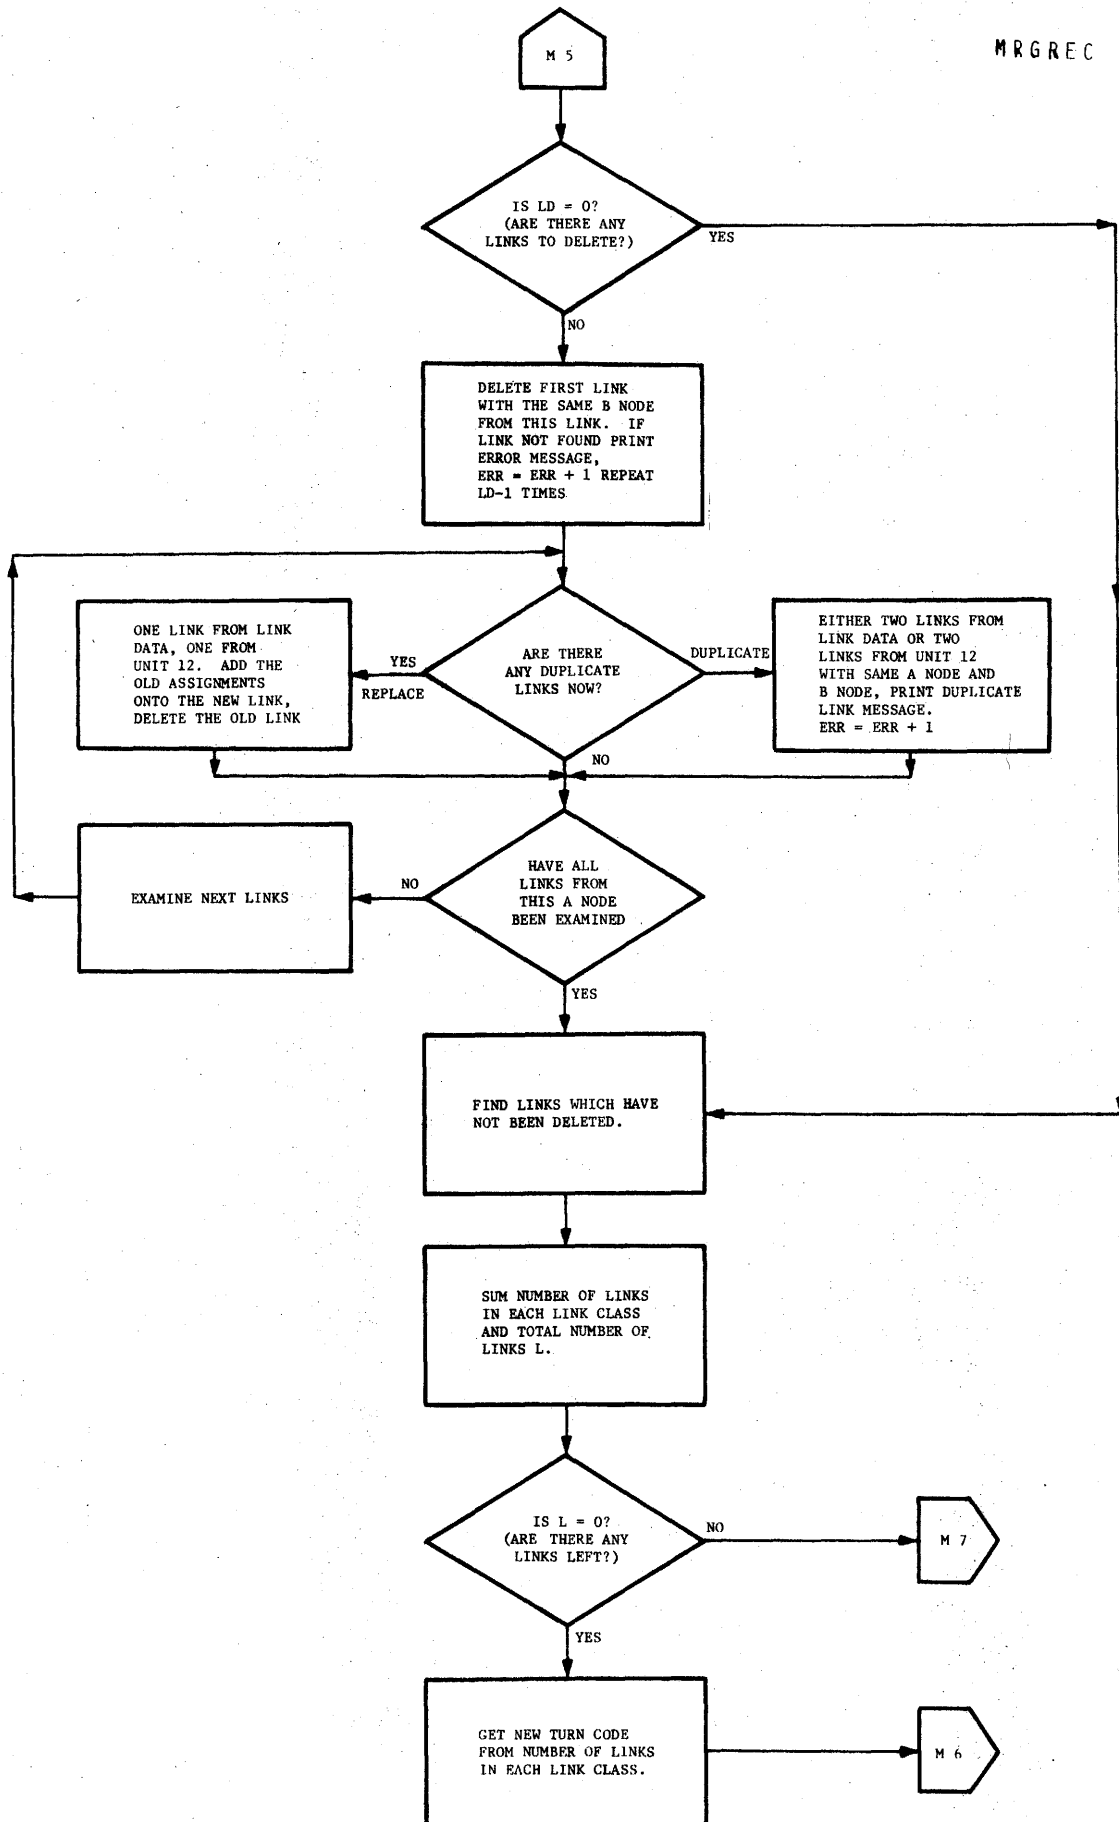 M 5
MRGREC
IS LD = 0?
(ARE THERE ANY
LINKS TO DELETE?)
YES
NO
DELETE FIRST LINK
WITH THE SAME B NODE
FROM THIS LINK. IF
LINK NOT FOUND PRINT
ERROR MESSAGE,
ERR = ERR + 1 REPEAT
LD-1 TIMES
ONE LINK FROM LINK
DATA, ONE FROM
UNIT 12. ADD THE
OLD ASSIGNMENTS
ONTO THE NEW LINK,
DELETE THE OLD LINK
YES
REPLACE
ARE THERE
ANY DUPLICATE
LINKS NOW?
DUPLICATE
EITHER TWO LINKS FROM
LINK DATA OR TWO
LINKS FROM UNIT 12
WITH SAME A NODE AND
B NODE, PRINT DUPLICATE
LINK MESSAGE.
ERR = ERR + 1
NO
EXAMINE NEXT LINKS
NO
HAVE ALL
LINKS FROM
THIS A NODE
BEEN EXAMINED
YES
FIND LINKS WHICH HAVE
NOT BEEN DELETED.
SUM NUMBER OF LINKS
IN EACH LINK CLASS
AND TOTAL NUMBER OF
LINKS L.
IS L = 0?
(ARE THERE ANY
LINKS LEFT?)
NO
M 7
YES
GET NEW TURN CODE
FROM NUMBER OF LINKS
IN EACH LINK CLASS.
M 6